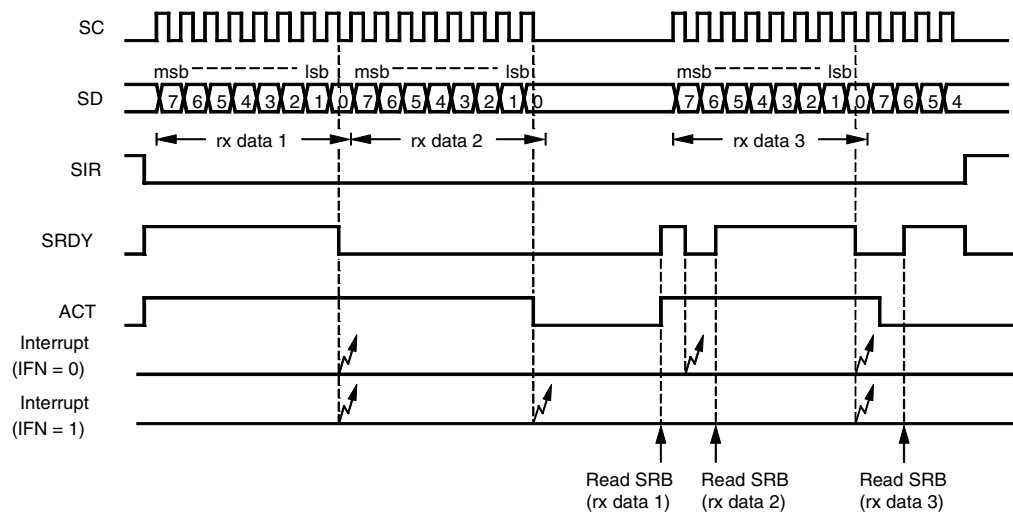 SC
msb lsb msb lsb msb lsb
SD 7 6 5 4 3 2 1 0 7 6 5 4 3 2 1 0 7 6 5 4 3 2 1 0 7 6 5 4
rx data 1 rx data 2 rx data 3
SIR
SRDY
ACT
Interrupt
(IFN = 0)
Interrupt
(IFN = 1)
Read SRB
(rx data 1)
Read SRB
(rx data 2)
Read SRB
(rx data 3)